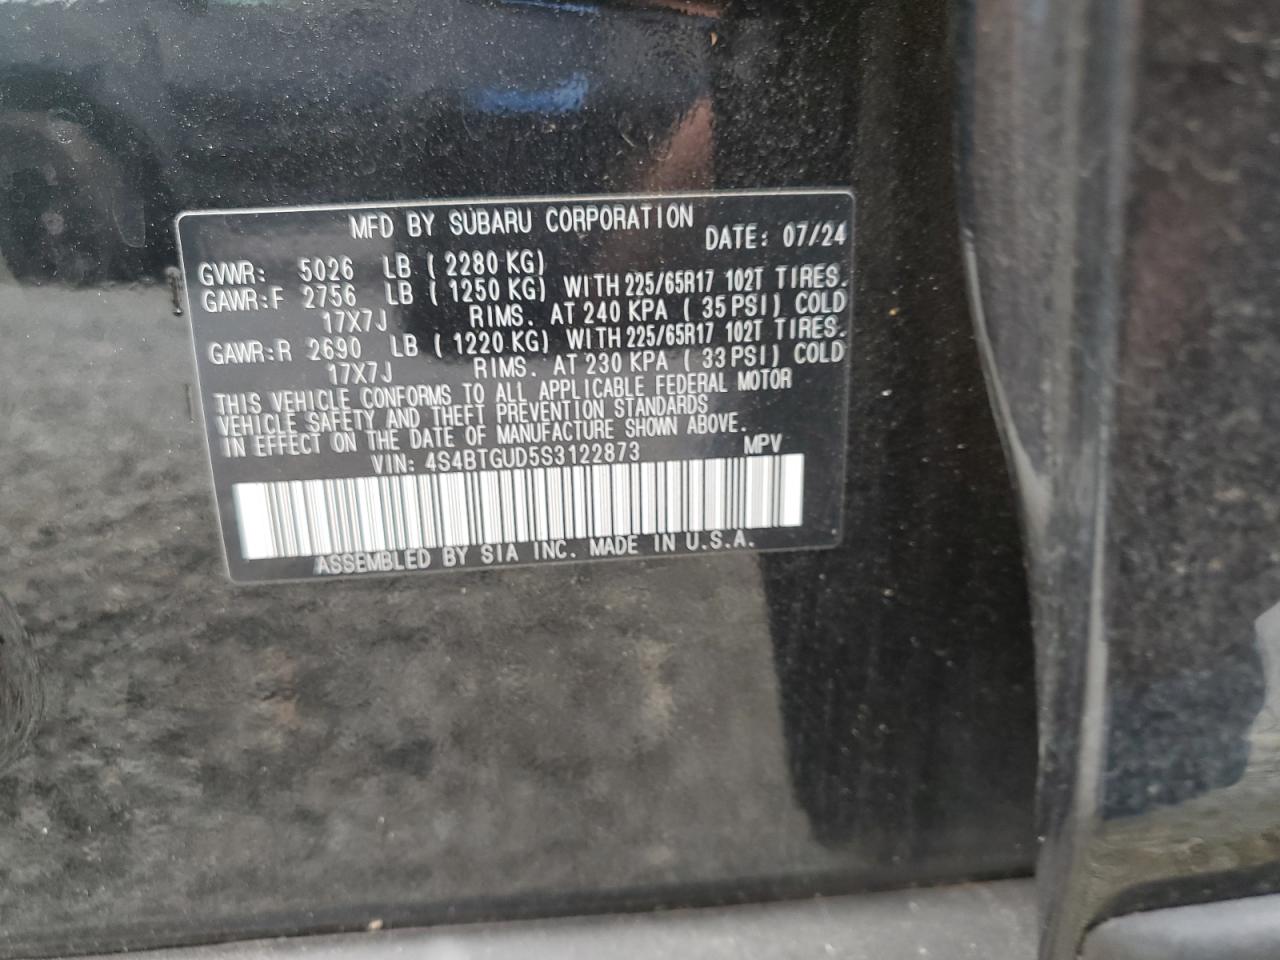 MFD BY SUBARU CORPORATION
DATE: 07/24
GVWR: 5026 LB ( 2280 KG)
GAWR:F 2756 LB ( 1250 KG) WITH 225/65R17 102T TIRES.
17X7J RIMS. AT 240 KPA ( 35 PSI) COLD
GAWR:R 2690 LB ( 1220 KG) WITH 225/65R17 102T TIRES.
17X7J RIMS. AT 230 KPA ( 33 PSI) COLD
THIS VEHICLE CONFORMS TO ALL APPLICABLE FEDERAL MOTOR
VEHICLE SAFETY AND THEFT PREVENTION STANDARDS
IN EFFECT ON THE DATE OF MANUFACTURE SHOWN ABOVE.
VIN: 4S4BTGUD5S3122873 MPV
ASSEMBLED BY SIA INC. MADE IN U.S.A.